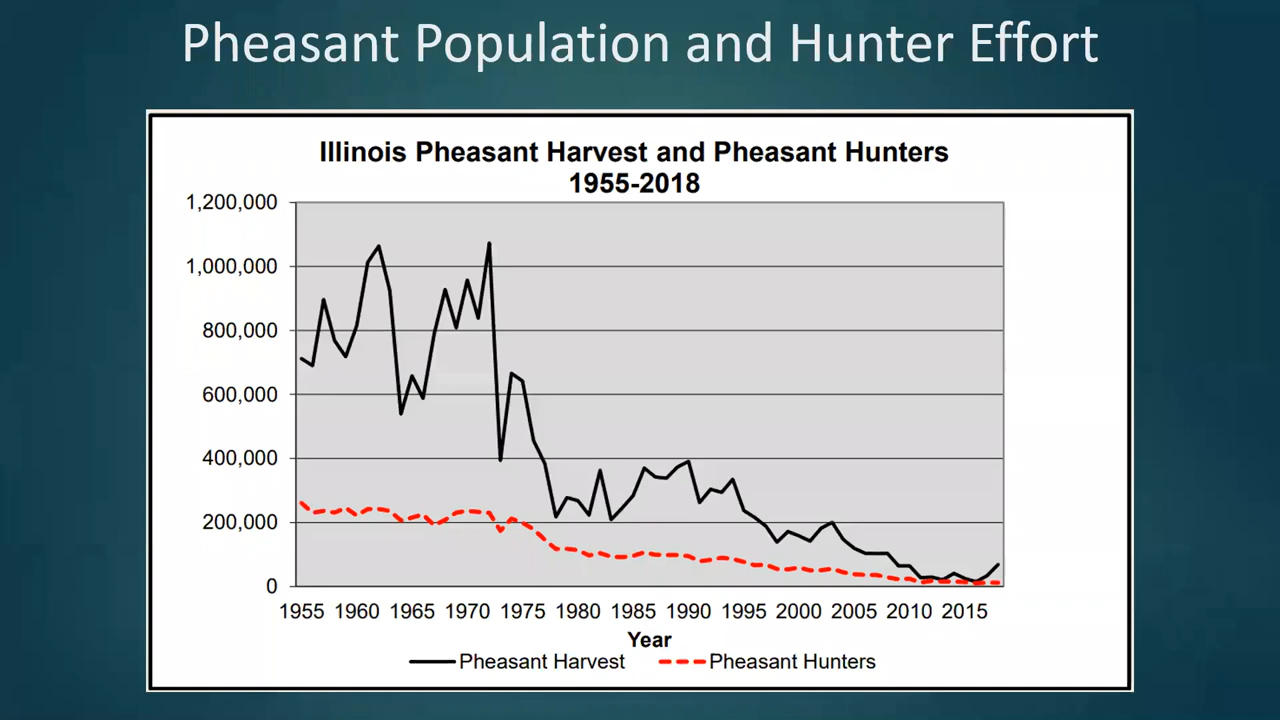 Pheasant Population and Hunter Effort
Illinois Pheasant Harvest and Pheasant Hunters
1955-2018
1,200,000
1,000,000
800,000
600,000
400,000
200,000
0
1955 1960 1965 1970 1975 1980 1985 1990 1995 2000 2005 2010 2015
Year
Pheasant Harvest Pheasant Hunters